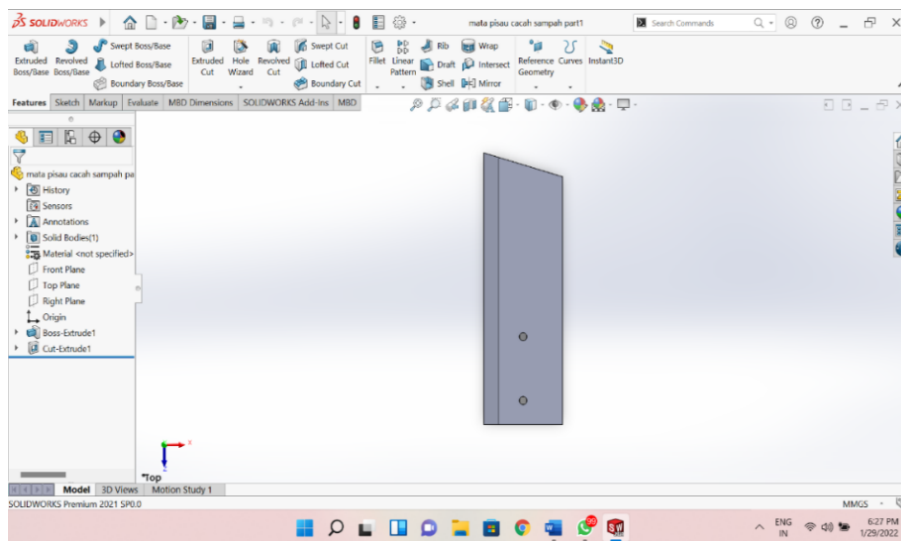 SOLIDWORKS
mata pisau cacah sampah part1
Search Commands
Extruded Boss/Base
Revolved Boss/Base
Swept Boss/Base
Lofted Boss/Base
Boundary Boss/Base
Extruded Cut
Hole Wizard
Revolved Cut
Swept Cut
Lofted Cut
Boundary Cut
Fillet
Linear Pattern
Rib
Draft
Shell
Wrap
Intersect
Mirror
Reference Geometry
Curves
Instant3D
Features Sketch Markup Evaluate MBD Dimensions SOLIDWORKS Add-Ins MBD
mata pisau cacah sampah pa
History
Sensors
Annotations
Solid Bodies(1)
Material <not specified>
Front Plane
Top Plane
Right Plane
Origin
Boss-Extrude1
Cut-Extrude1
*Top
Model 3D Views Motion Study 1
SOLIDWORKS Premium 2021 SP0.0
MMGS
ENG
IN
6:27 PM
1/29/2022